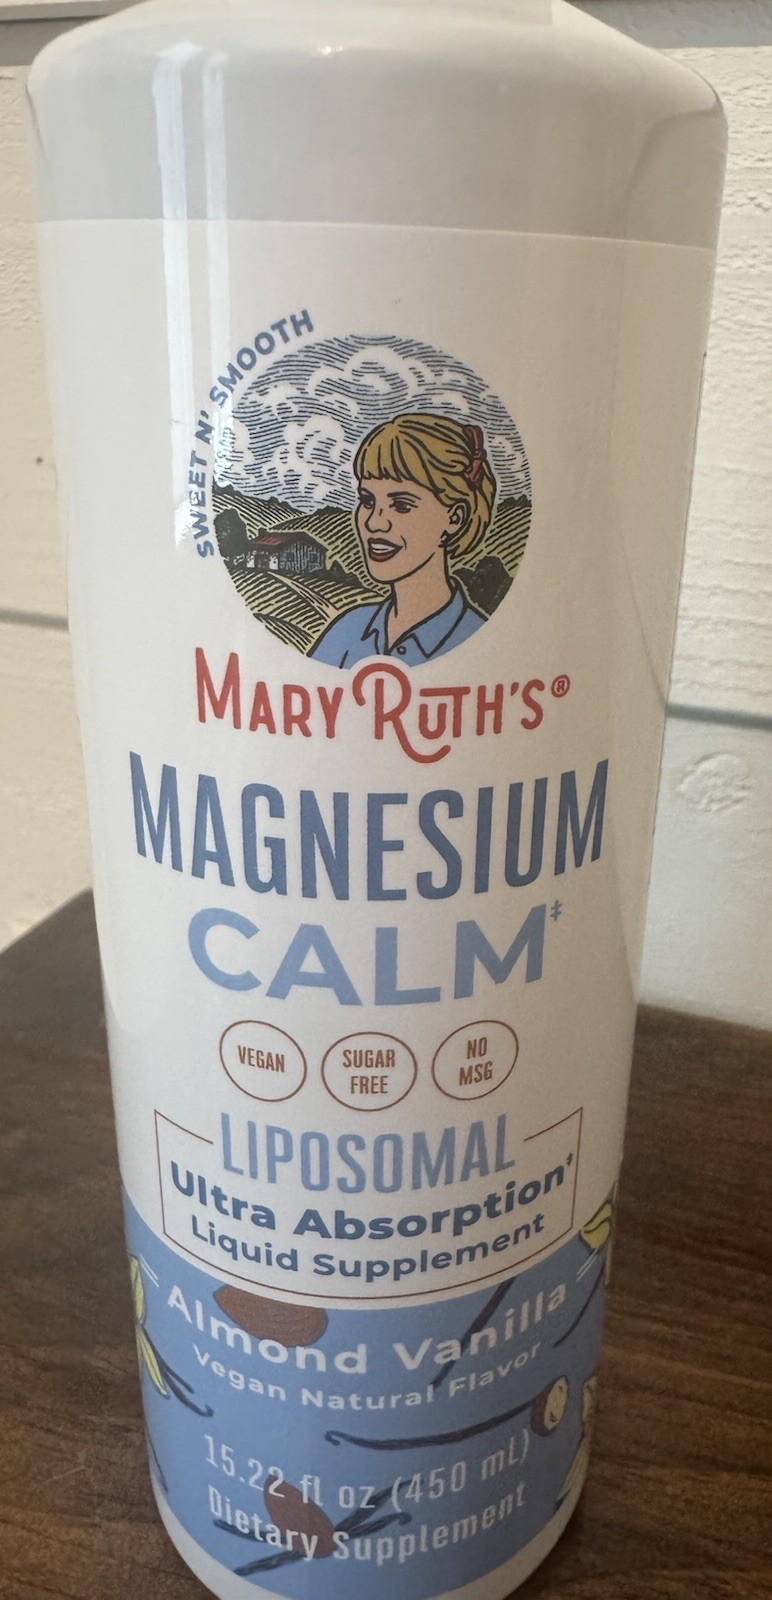 SWEET N' SMOOTH
MARY RUTH'S®
MAGNESIUM
CALM‡
VEGAN
SUGAR
FREE
NO
MSG
LIPOSOMAL
Ultra Absorption‡
Liquid Supplement
Almond Vanilla
Vegan Natural Flavor
15.22 fl oz (450 mL)
Dietary Supplement